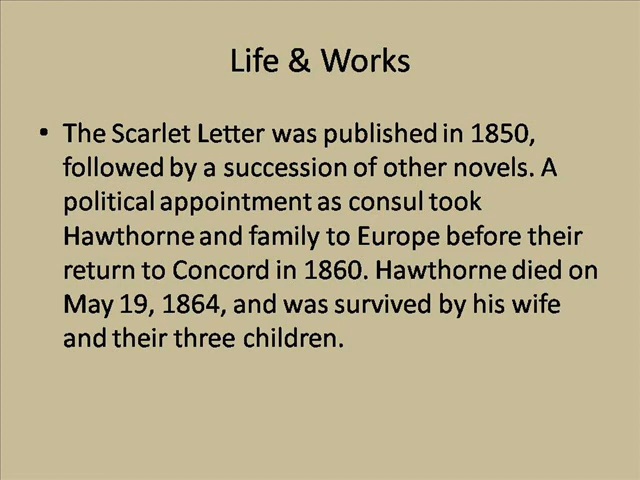 Life & Works
• The Scarlet Letter was published in 1850,
followed by a succession of other novels. A
political appointment as consul took
Hawthorne and family to Europe before their
return to Concord in 1860. Hawthorne died on
May 19, 1864, and was survived by his wife
and their three children.